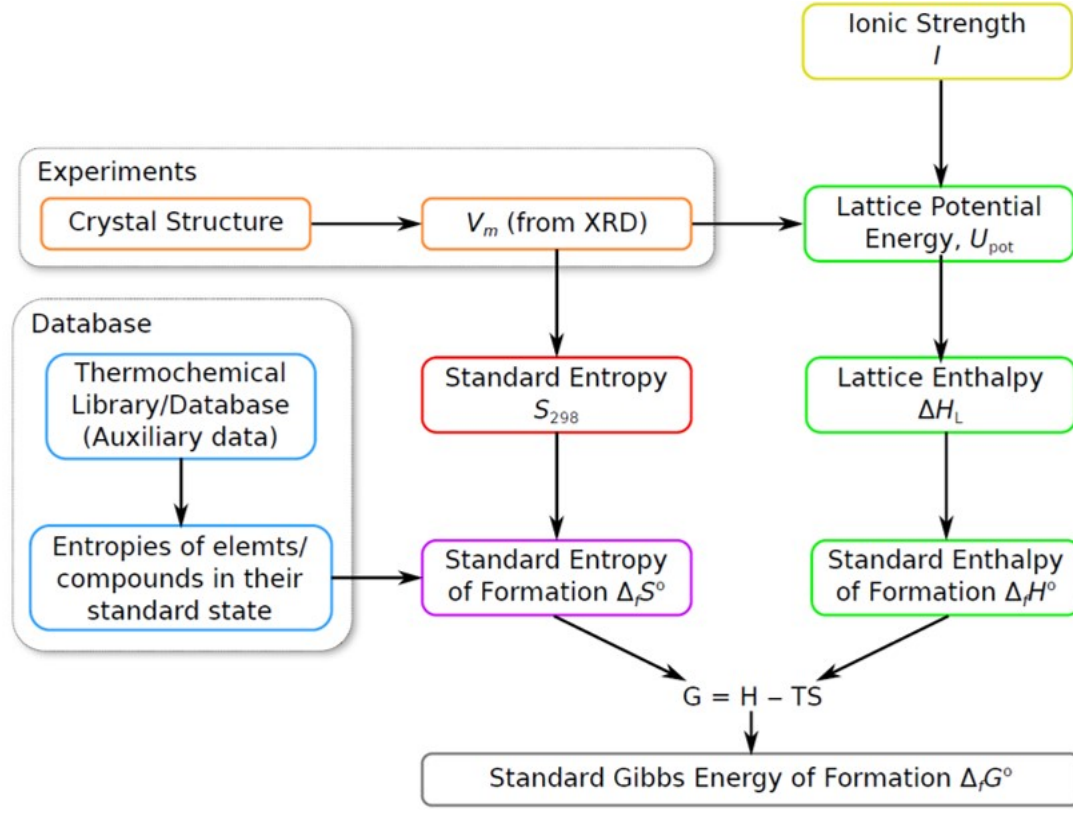 Ionic Strength
I
Experiments
Crystal Structure
Vm (from XRD)
Lattice Potential
Energy, Upot
Database
Thermochemical
Library/Database
(Auxiliary data)
Standard Entropy
S298
Lattice Enthalpy
ΔHL
Entropies of elemts/
compounds in their
standard state
Standard Entropy
of Formation ΔfS°
Standard Enthalpy
of Formation ΔfH°
G = H – TS
Standard Gibbs Energy of Formation ΔfG°